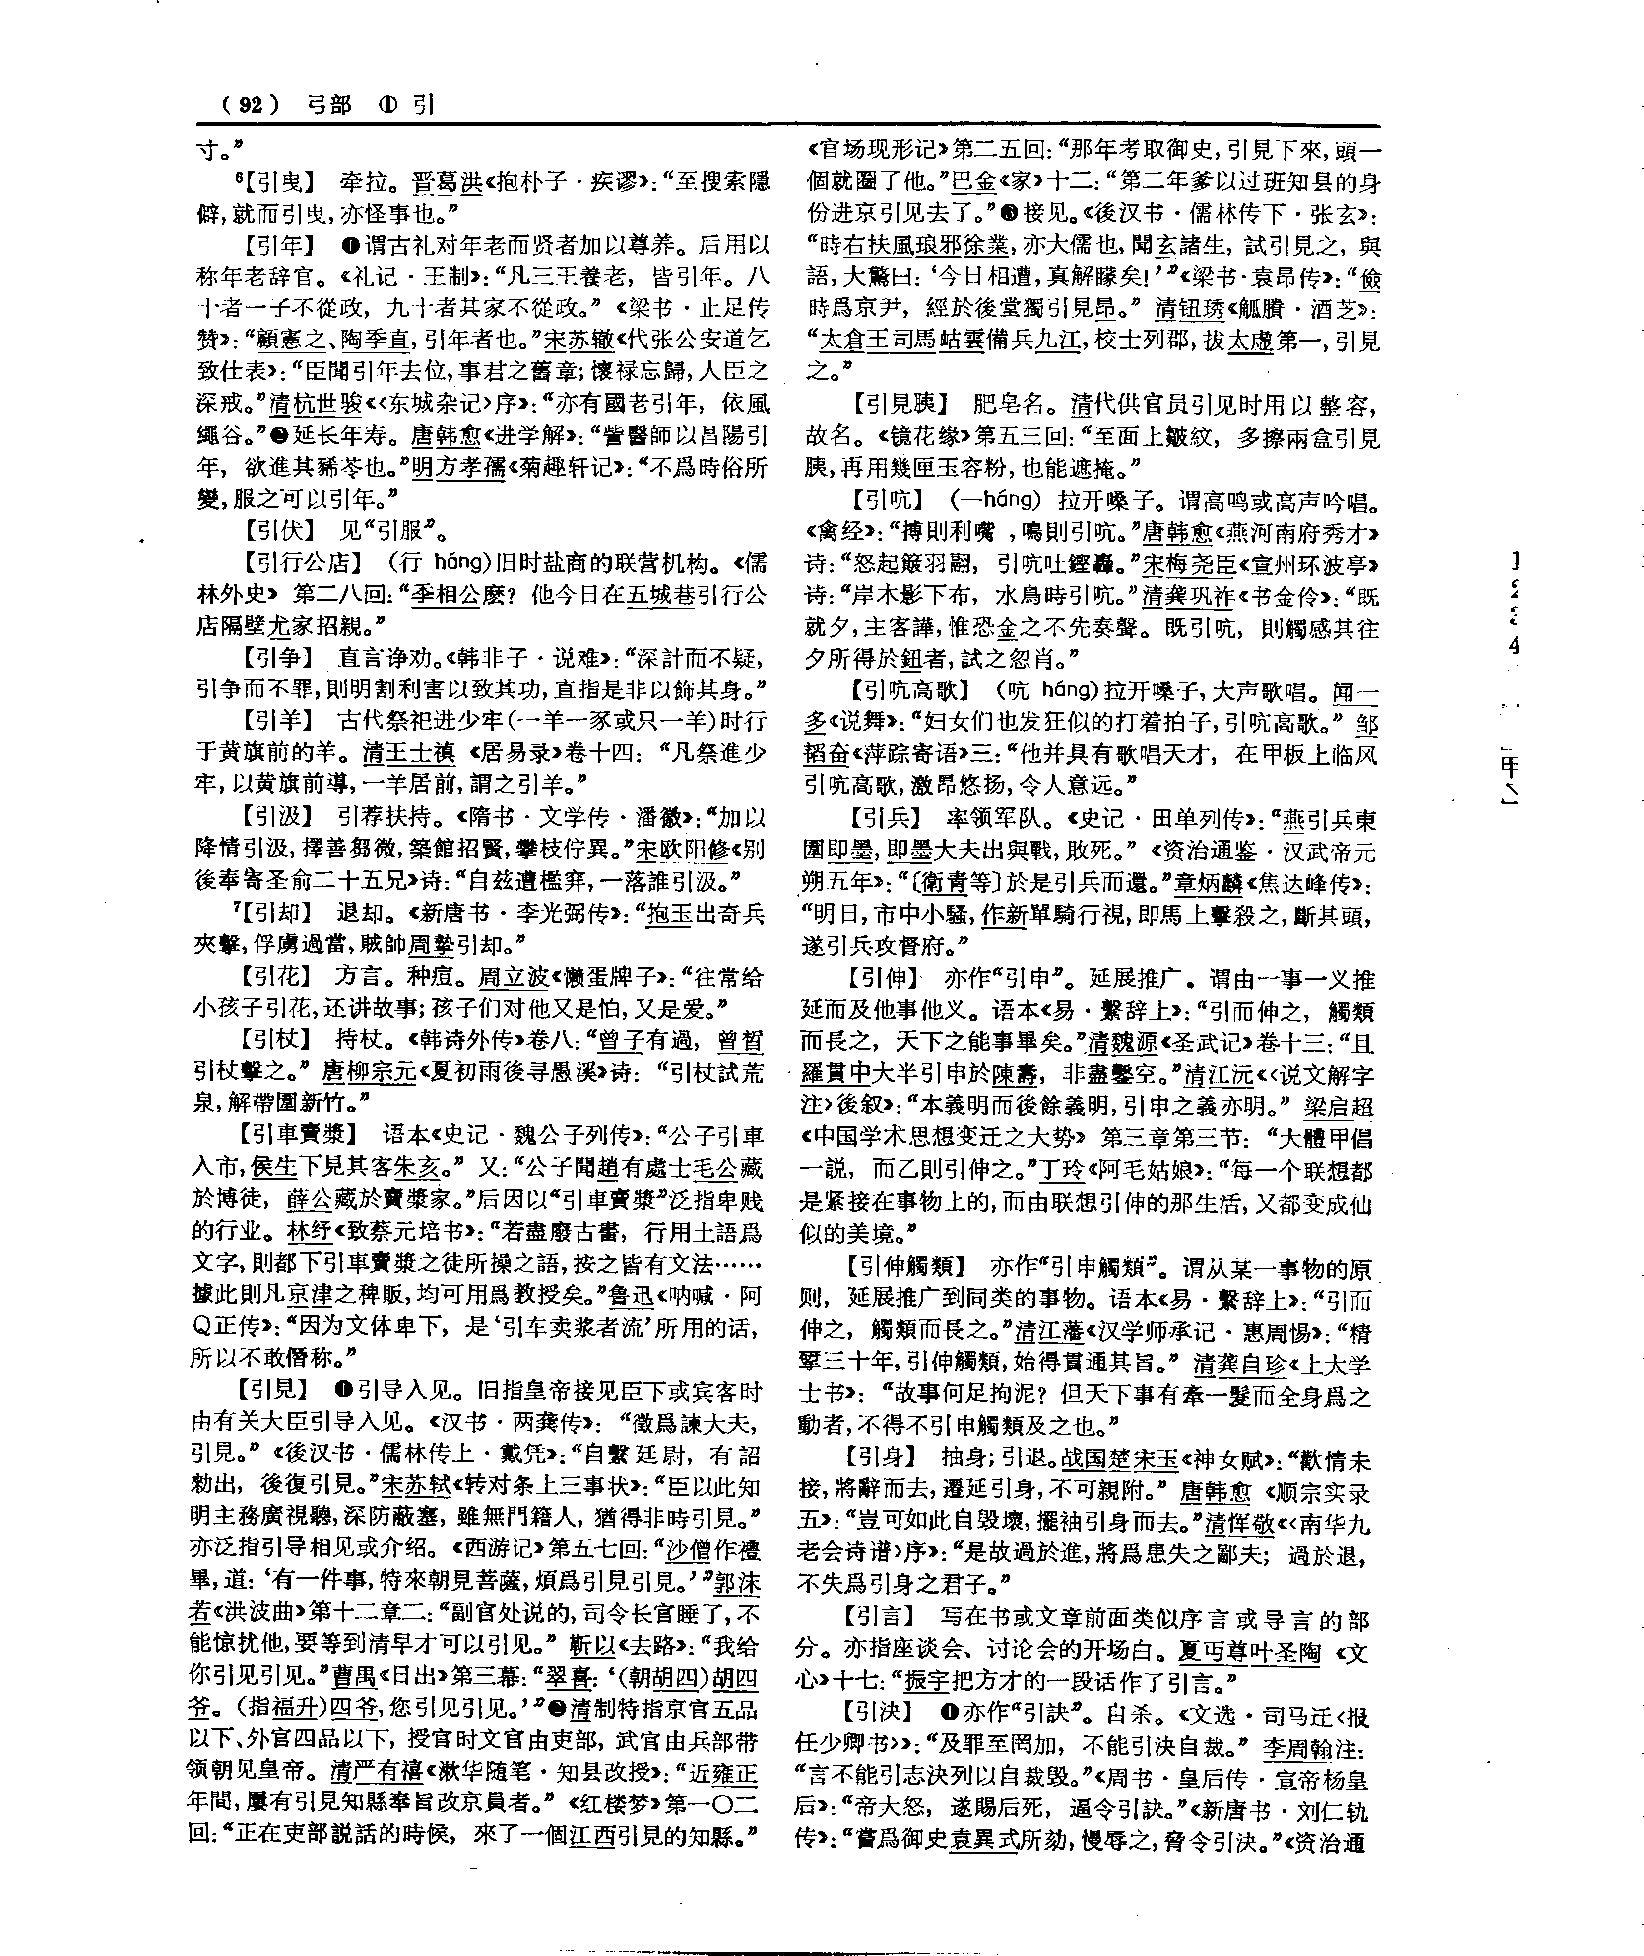 （92） 弓部 ① 引
寸。”
⁶【引曳】 牵拉。晋葛洪《抱朴子·疾谬》：“至搜索隱
僻，就而引曳，亦怪事也。”
【引年】 ❶谓古礼对年老而贤者加以尊养。后用以
称年老辞官。《礼记·王制》：“凡三王養老，皆引年。八
十者一子不從政，九十者其家不從政。”《梁书·止足传
赞》：“顧憲之、陶季直，引年者也。”宋苏辙《代张公安道乞
致仕表》：“臣聞引年去位，事君之舊章；懷禄忘歸，人臣之
深戒。”清杭世骏《〈东城杂记〉序》：“亦有國老引年，依風
繩谷。”❷延长年寿。唐韩愈《进学解》：“訾醫師以昌陽引
年，欲進其豨苓也。”明方孝孺《菊趣轩记》：“不爲時俗所
變，服之可以引年。”
【引伏】 见“引服”。
【引行公店】 （行 háng）旧时盐商的联营机构。《儒
林外史》第二八回：“季相公麽？他今日在五城巷引行公
店隔壁尤家招親。”
【引争】 直言诤劝。《韩非子·说难》：“深計而不疑，
引争而不罪，則明割利害以致其功，直指是非以飾其身。”
【引羊】 古代祭祀进少牢（一羊一豕或只一羊）时行
于黄旗前的羊。清王士禛《居易录》卷十四：“凡祭進少
牢，以黄旗前導，一羊居前，謂之引羊。”
【引汲】 引荐扶持。《隋书·文学传·潘徽》：“加以
降情引汲，擇善芻微，築館招賢，攀枝佇異。”宋欧阳修《别
後奉寄圣俞二十五兄》诗：“自兹遭檻穽，一落誰引汲。”
⁷【引却】 退却。《新唐书·李光弼传》：“抱玉出奇兵
夾擊，俘虜過當，賊帥周摯引却。”
【引花】 方言。种痘。周立波《懒蛋牌子》：“往常给
小孩子引花，还讲故事；孩子们对他又是怕，又是爱。”
【引杖】 持杖。《韩诗外传》卷八：“曾子有過，曾晳
引杖擊之。”唐柳宗元《夏初雨後寻愚溪》诗：“引杖試荒
泉，解帶圍新竹。”
【引車賣漿】 语本《史记·魏公子列传》：“公子引車
入市，侯生下見其客朱亥。”又：“公子聞趙有處士毛公藏
於博徒，薛公藏於賣漿家。”后因以“引車賣漿”泛指卑贱
的行业。林纾《致蔡元培书》：“若盡廢古書，行用土語爲
文字，則都下引車賣漿之徒所操之語，按之皆有文法……
據此則凡京津之稗販，均可用爲教授矣。”鲁迅《呐喊·阿
Q正传》：“因为文体卑下，是‘引车卖浆者流’所用的话，
所以不敢僭称。”
【引見】 ❶引导入见。旧指皇帝接见臣下或宾客时
由有关大臣引导入见。《汉书·两龚传》：“徵爲諫大夫，
引見。”《後汉书·儒林传上·戴凭》：“自繫廷尉，有詔
勑出，後復引見。”宋苏轼《转对条上三事状》：“臣以此知
明主務廣視聽，深防蔽塞，雖無門籍人，猶得非時引見。”
亦泛指引导相见或介绍。《西游记》第五七回：“沙僧作禮
畢，道：‘有一件事，特來朝見菩薩，煩爲引見引見。’”郭沫
若《洪波曲》第十二章二：“副官处说的，司令长官睡了，不
能惊扰他，要等到清早才可以引见。”靳以《去路》：“我给
你引见引见。”曹禺《日出》第三幕：“翠喜：‘（朝胡四）胡四
爷。（指福升）四爷，您引见引见。’”❷清制特指京官五品
以下、外官四品以下，授官时文官由吏部，武官由兵部带
领朝见皇帝。清严有禧《漱华随笔·知县改授》：“近雍正
年間，屢有引見知縣奉旨改京員者。”《红楼梦》第一〇二
回：“正在吏部説話的時候，來了一個江西引見的知縣。”
《官场现形记》第二五回：“那年考取御史，引見下來，頭一
個就圈了他。”巴金《家》十二：“第二年爹以过班知县的身
份进京引见去了。”❸接见。《後汉书·儒林传下·张玄》：
“時右扶風琅邪徐業，亦大儒也，聞玄諸生，試引見之，與
語，大驚曰：‘今日相遭，真解矇矣！’”《梁书·袁昂传》：“儉
時爲京尹，經於後堂獨引見昂。”清钮琇《觚賸·酒芝》：
“太倉王司馬岵雲備兵九江，校士列郡，拔太虚第一，引見
之。”
【引見胰】 肥皂名。清代供官员引见时用以整容，
故名。《镜花缘》第五三回：“至面上皺紋，多擦兩盒引見
胰，再用幾匣玉容粉，也能遮掩。”
【引吭】 （—háng） 拉开嗓子。谓高鸣或高声吟唱。
《禽经》：“搏則利嘴，鳴則引吭。”唐韩愈《燕河南府秀才》
诗：“怒起簸羽翮，引吭吐鏗轟。”宋梅尧臣《宣州环波亭》
诗：“岸木影下布，水鳥時引吭。”清龚巩祚《书金伶》：“既
就夕，主客譁，惟恐金之不先奏聲。既引吭，則觸感其往
夕所得於鈕者，試之忽肖。”
【引吭高歌】 （吭 háng）拉开嗓子，大声歌唱。闻一
多《说舞》：“妇女们也发狂似的打着拍子，引吭高歌。”邹
韬奋《萍踪寄语》三：“他并具有歌唱天才，在甲板上临风
引吭高歌，激昂悠扬，令人意远。”
【引兵】 率领军队。《史记·田单列传》：“燕引兵東
圍即墨，即墨大夫出與戰，敗死。”《资治通鉴·汉武帝元
朔五年》：“〔衛青等〕於是引兵而還。”章炳麟《焦达峰传》：
“明日，市中小騷，作新單騎行視，即馬上擊殺之，斷其頭，
遂引兵攻督府。”
【引伸】 亦作“引申”。延展推广。谓由一事一义推
延而及他事他义。语本《易·繫辞上》：“引而伸之，觸類
而長之，天下之能事畢矣。”清魏源《圣武记》卷十三：“且
羅貫中大半引申於陳壽，非盡鑿空。”清江沅《〈说文解字
注〉後叙》：“本義明而後餘義明，引申之義亦明。”梁启超
《中国学术思想变迁之大势》第三章第三节：“大體甲倡
一説，而乙則引伸之。”丁玲《阿毛姑娘》：“每一个联想都
是紧接在事物上的，而由联想引伸的那生活，又都变成仙
似的美境。”
【引伸觸類】 亦作“引申觸類”。谓从某一事物的原
则，延展推广到同类的事物。语本《易·繫辞上》：“引而
伸之，觸類而長之。”清江藩《汉学师承记·惠周惕》：“精
覃三十年，引伸觸類，始得貫通其旨。”清龚自珍《上大学
士书》：“故事何足拘泥？但天下事有牽一髮而全身爲之
動者，不得不引申觸類及之也。”
【引身】 抽身；引退。战国楚宋玉《神女赋》：“歡情未
接，將辭而去，遷延引身，不可親附。”唐韩愈《顺宗实录
五》：“豈可如此自毀壞，擺袖引身而去。”清恽敬《〈南华九
老会诗谱〉序》：“是故過於進，將爲患失之鄙夫；過於退，
不失爲引身之君子。”
【引言】 写在书或文章前面类似序言或导言的部
分。亦指座谈会、讨论会的开场白。夏丏尊叶圣陶《文
心》十七：“振宇把方才的一段话作了引言。”
【引决】 ❶亦作“引訣”。自杀。《文选·司马迁〈报
任少卿书〉》：“及罪至罔加，不能引决自裁。”李周翰注：
“言不能引志決列以自裁毁。”《周书·皇后传·宣帝杨皇
后》：“帝大怒，遂賜后死，逼令引訣。”《新唐书·刘仁轨
传》：“嘗爲御史袁異式所劾，慢辱之，脅令引決。”《资治通